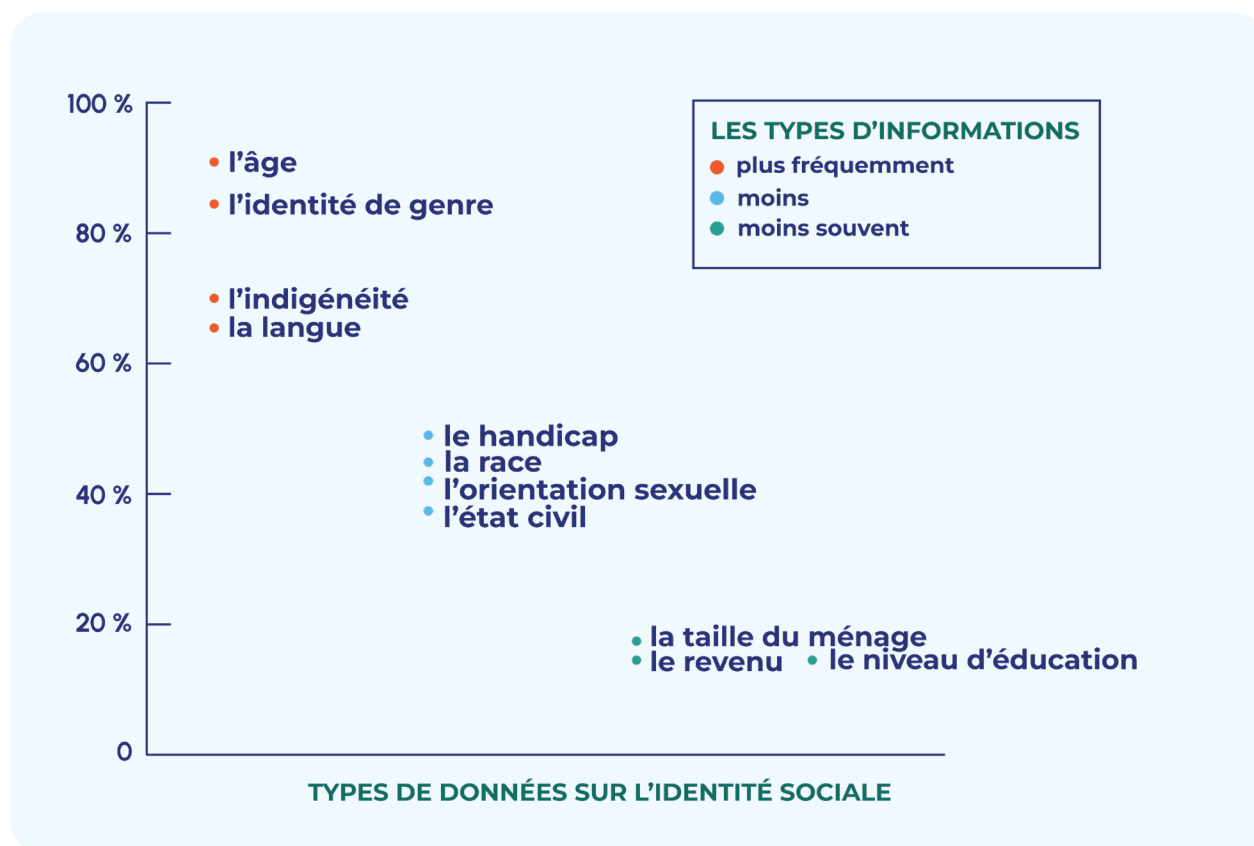 100 %
80 %
60 %
40 %
20 %
0
l’âge
l’identité de genre
l’indigénéité
la langue
le handicap
la race
l’orientation sexuelle
l’état civil
la taille du ménage
le revenu
le niveau d’éducation
LES TYPES D’INFORMATIONS
plus fréquemment
moins
moins souvent
TYPES DE DONNÉES SUR L’IDENTITÉ SOCIALE